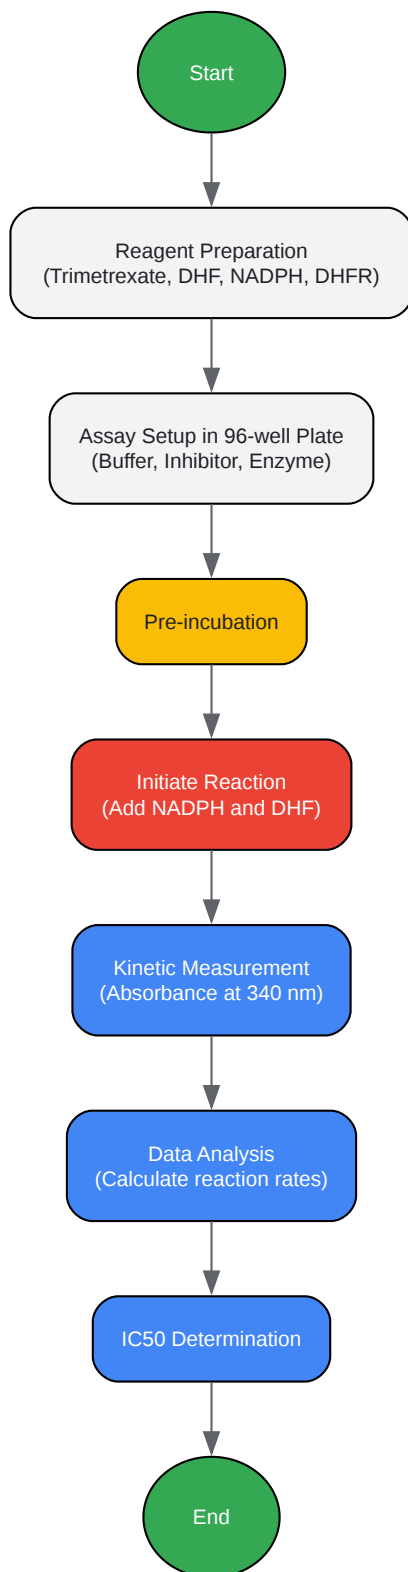 Start
Reagent Preparation
(Trimetrexate, DHF, NADPH, DHFR)
Assay Setup in 96-well Plate
(Buffer, Inhibitor, Enzyme)
Pre-incubation
Initiate Reaction
(Add NADPH and DHF)
Kinetic Measurement
(Absorbance at 340 nm)
Data Analysis
(Calculate reaction rates)
IC50 Determination
End